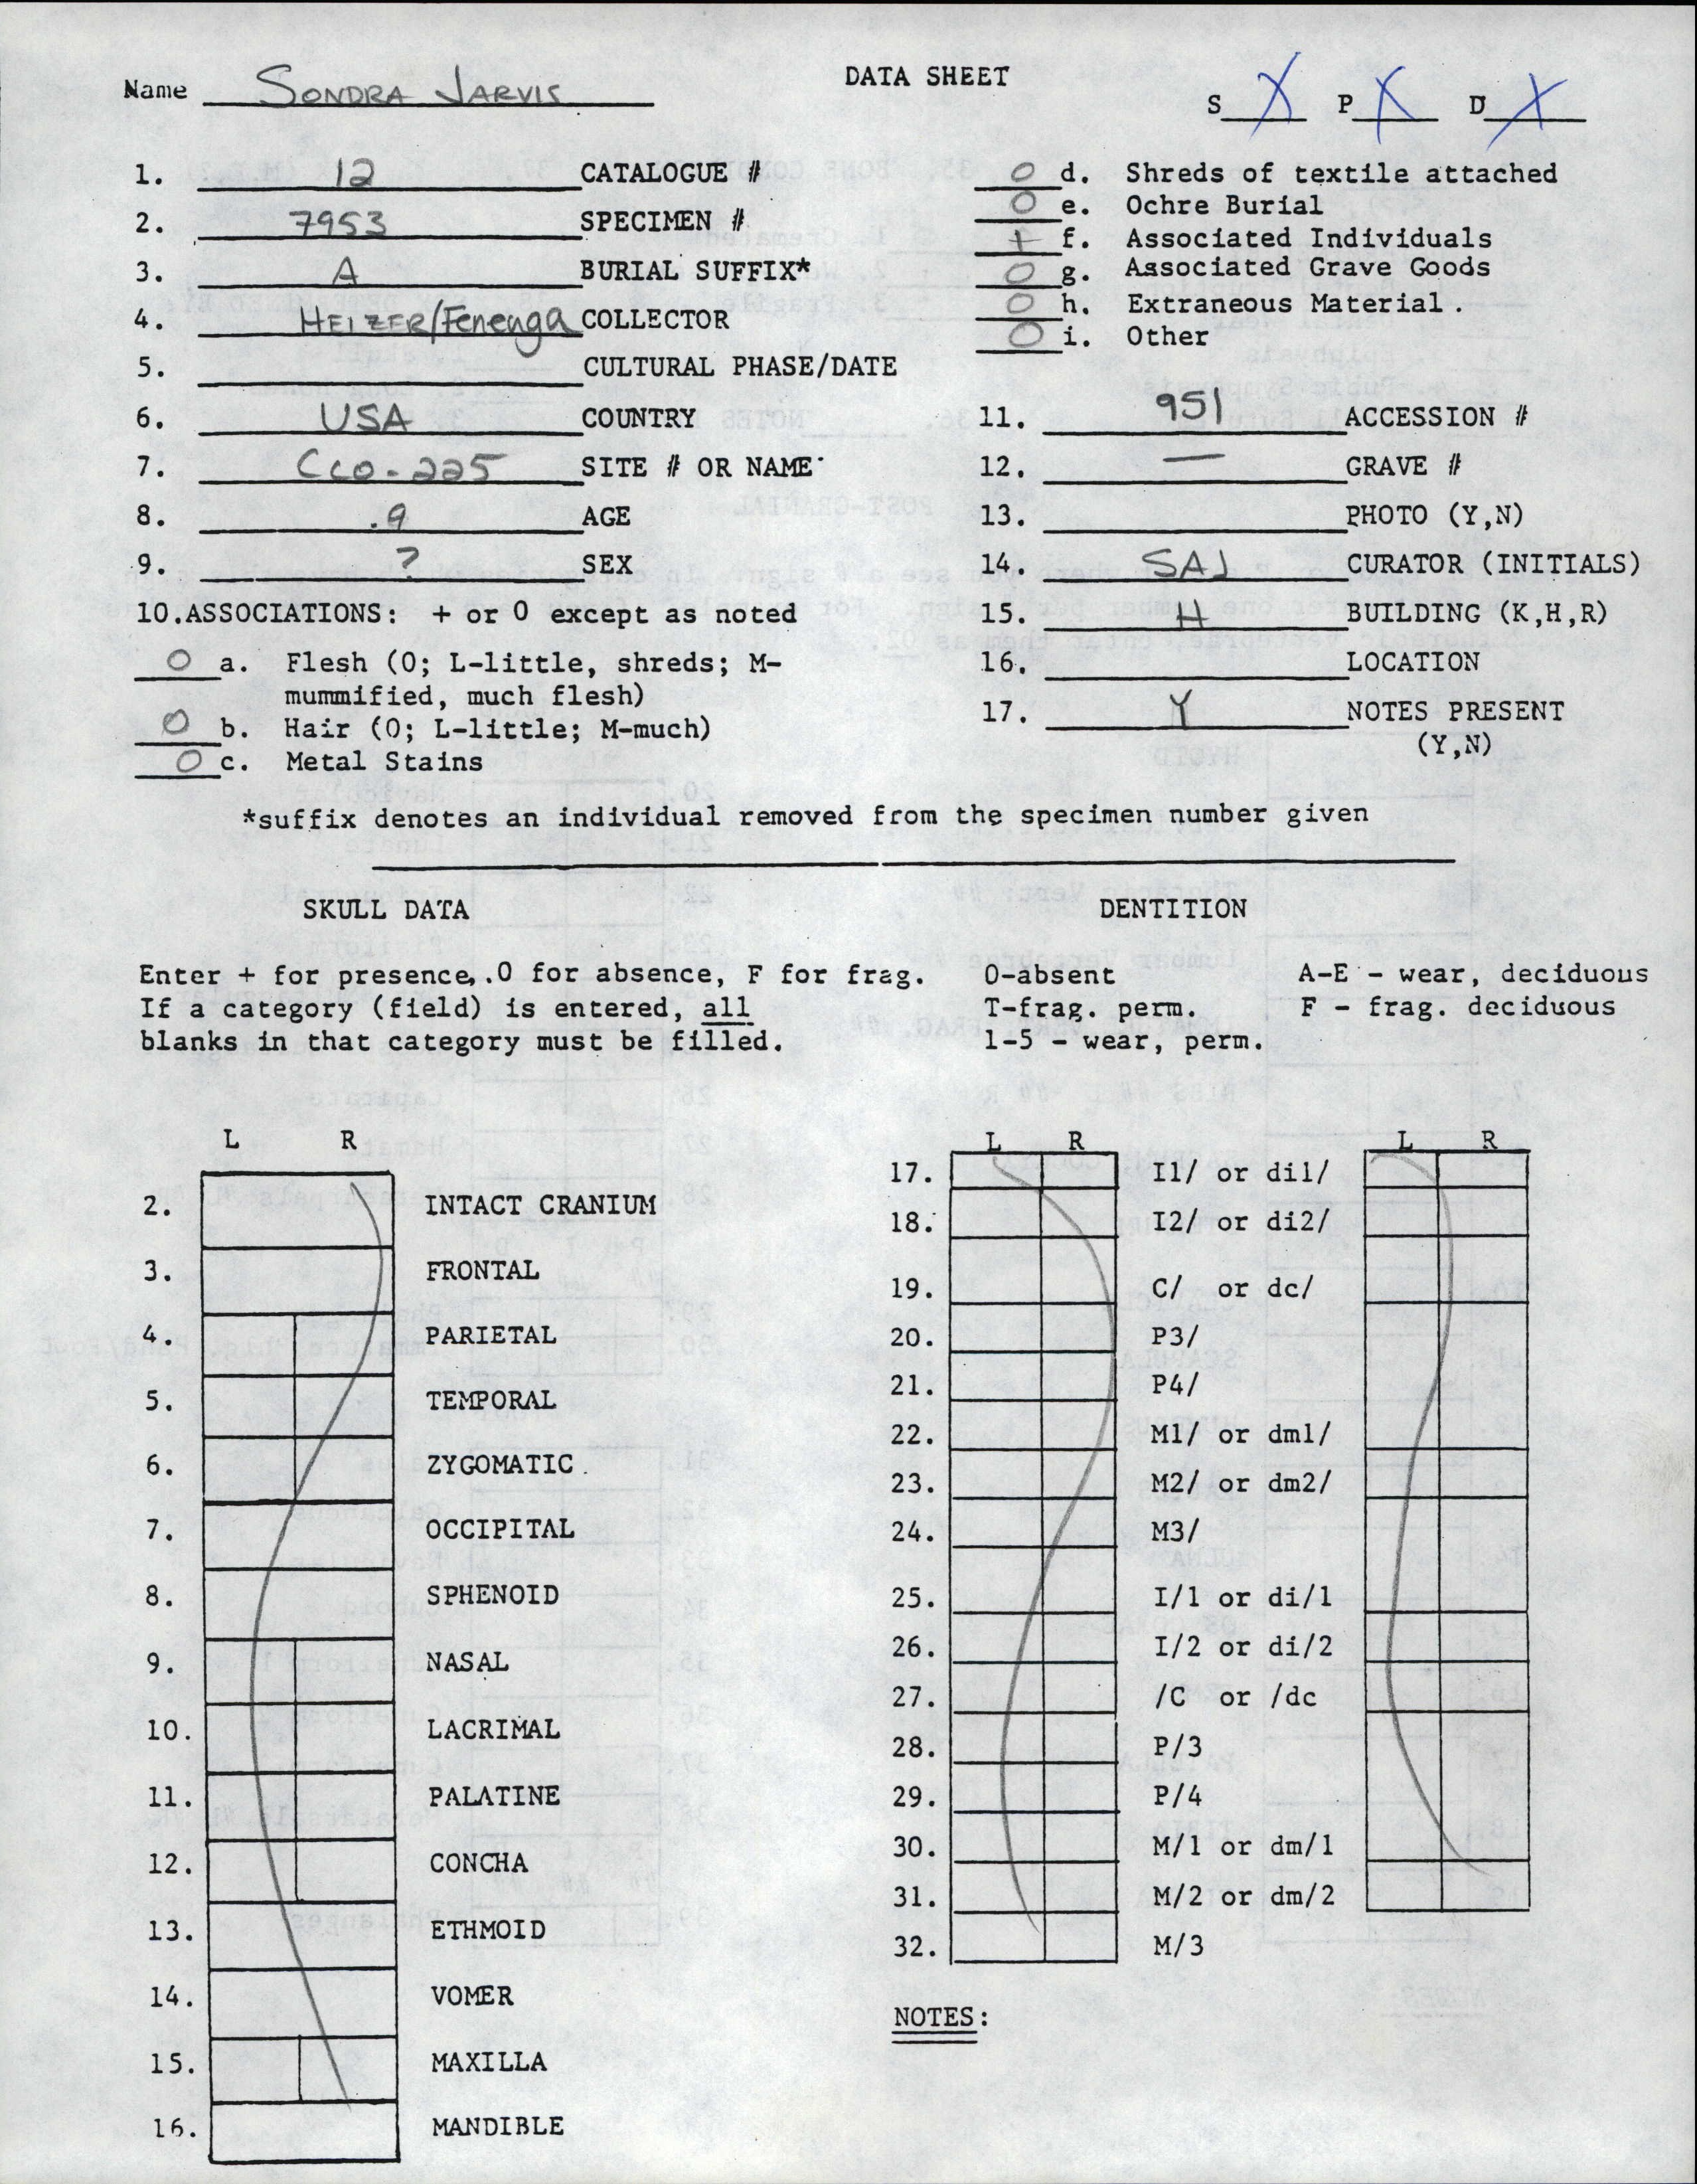 Name SONDRA JARVIS
DATA SHEET
S X P X D X
1. 12 CATALOGUE #
2. 7953 SPECIMEN #
3. A BURIAL SUFFIX*
4. HEIZER/Fenenga COLLECTOR
5. CULTURAL PHASE/DATE
6. USA COUNTRY
7. CCO-225 SITE # OR NAME
8. .9 AGE
9. ? SEX
10.ASSOCIATIONS: + or 0 except as noted
0 a. Flesh (0; L-little, shreds; M-
mummified, much flesh)
0 b. Hair (0; L-little; M-much)
0 c. Metal Stains
0 d. Shreds of textile attached
0 e. Ochre Burial
+ f. Associated Individuals
0 g. Associated Grave Goods
0 h. Extraneous Material.
0 i. Other
11. 951 ACCESSION #
12. — GRAVE #
13. PHOTO (Y,N)
14. SAJ CURATOR (INITIALS)
15. H BUILDING (K,H,R)
16. LOCATION
17. Y NOTES PRESENT
(Y,N)
*suffix denotes an individual removed from the specimen number given
SKULL DATA
Enter + for presence, .0 for absence, F for frag.
If a category (field) is entered, all
blanks in that category must be filled.
L R
2. INTACT CRANIUM
3. FRONTAL
4. PARIETAL
5. TEMPORAL
6. ZYGOMATIC
7. OCCIPITAL
8. SPHENOID
9. NASAL
10. LACRIMAL
11. PALATINE
12. CONCHA
13. ETHMOID
14. VOMER
15. MAXILLA
16. MANDIBLE
DENTITION
0-absent A-E - wear, deciduous
T-frag. perm. F - frag. deciduous
1-5 - wear, perm.
L R L R
17. I1/ or di1/
18. I2/ or di2/
19. C/ or dc/
20. P3/
21. P4/
22. M1/ or dm1/
23. M2/ or dm2/
24. M3/
25. I/1 or di/1
26. I/2 or di/2
27. /C or /dc
28. P/3
29. P/4
30. M/1 or dm/1
31. M/2 or dm/2
32. M/3
NOTES: